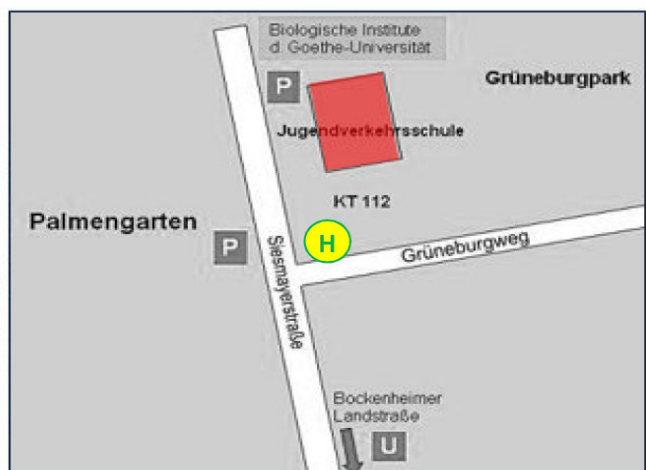 Biologische Institute
d. Goethe-Universität
P
Grüneburgpark
Jugendverkehrsschule
KT 112
Palmengarten
P
H
Siesmayerstraße
Grüneburgweg
Bockenheimer
Landstraße
U